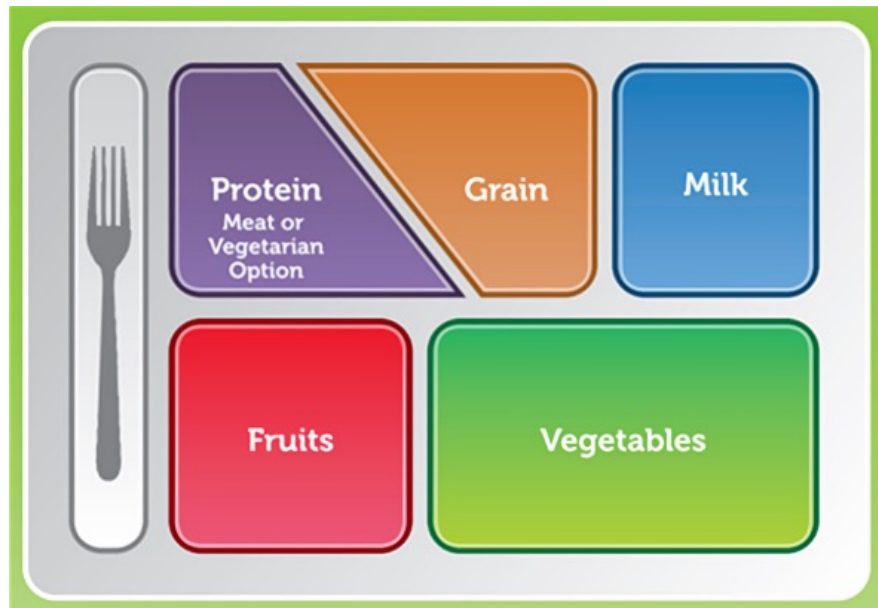 Protein
Meat or
Vegetarian
Option
Grain
Milk
Fruits
Vegetables